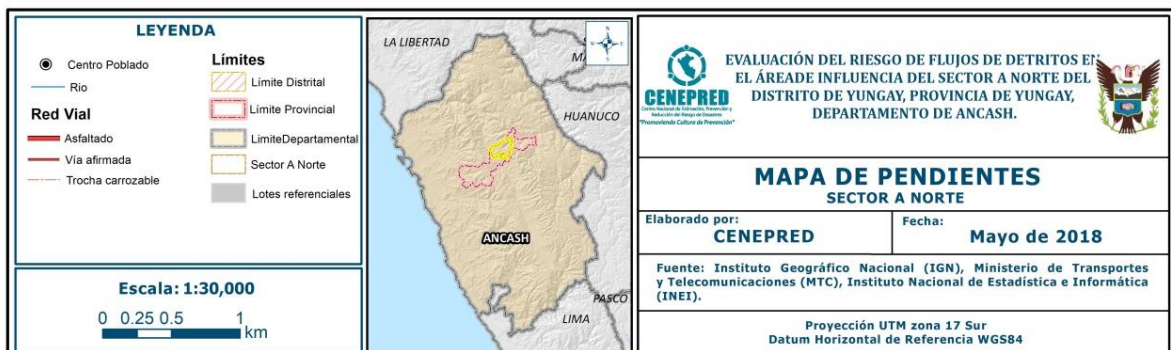 LEYENDA
Centro Poblado
Rio
Red Vial
Asfaltado
Vía afirmada
Trocha carrozable
Límites
Límite Distrital
Límite Provincial
LimiteDepartamental
Sector A Norte
Lotes referenciales
Escala: 1:30,000
0 0.25 0.5 1
km
LA LIBERTAD
HUANUCO
ANCASH
PASCO
LIMA
N
CENEPRED
Centro Nacional de Estimación, Prevención y
Reducción del Riesgo de Desastres
"Promoviendo Cultura de Prevención"
EVALUACIÓN DEL RIESGO DE FLUJOS DE DETRITOS EN
EL ÁREADE INFLUENCIA DEL SECTOR A NORTE DEL
DISTRITO DE YUNGAY, PROVINCIA DE YUNGAY,
DEPARTAMENTO DE ANCASH.
MAPA DE PENDIENTES
SECTOR A NORTE
Elaborado por:
CENEPRED
Fecha:
Mayo de 2018
Fuente: Instituto Geográfico Nacional (IGN), Ministerio de Transportes
y Telecomunicaciones (MTC), Instituto Nacional de Estadística e Informática
(INEI).
Proyección UTM zona 17 Sur
Datum Horizontal de Referencia WGS84